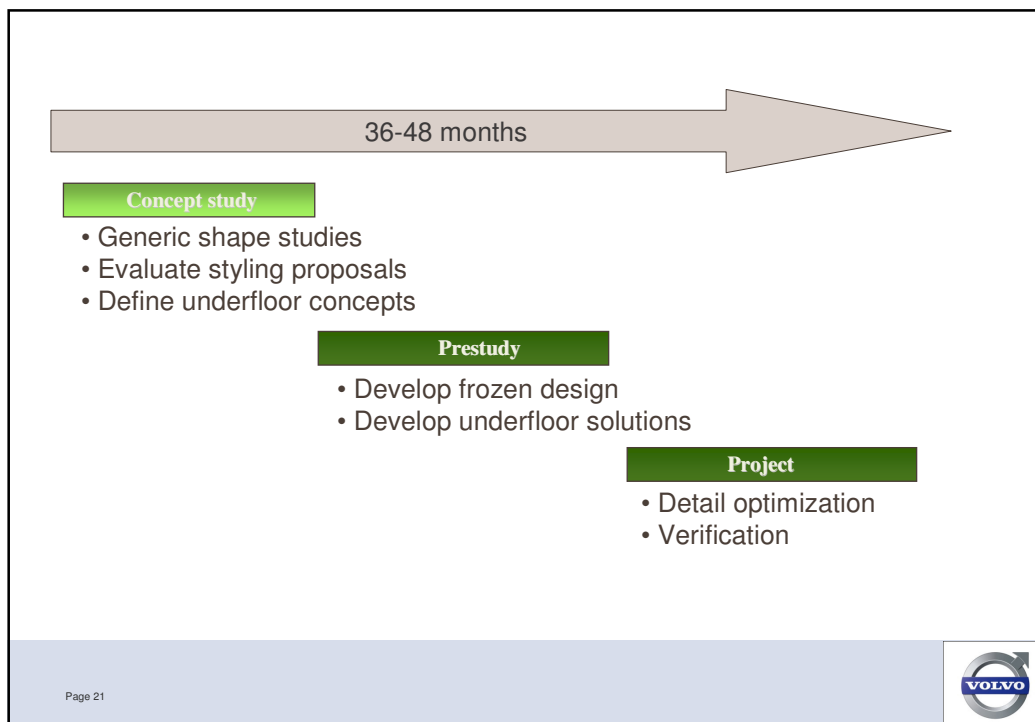 36-48 months
Concept study
• Generic shape studies
• Evaluate styling proposals
• Define underfloor concepts
Prestudy
• Develop frozen design
• Develop underfloor solutions
Project
• Detail optimization
• Verification
Page 21
VOLVO